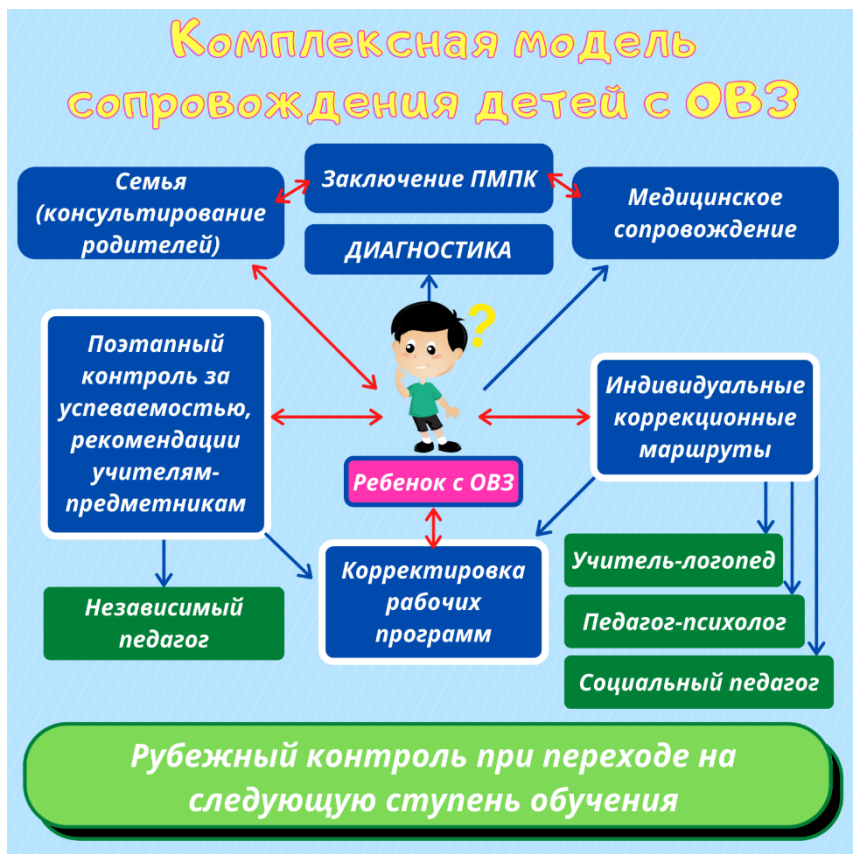 Комплексная модель
сопровождения детей с ОВЗ
Семья
(консультирование
родителей)
Заключение ПМПК
Медицинское
сопровождение
ДИАГНОСТИКА
?
Поэтапный
контроль за
успеваемостью,
рекомендации
учителям-
предметникам
Индивидуальные
коррекционные
маршруты
Ребенок с ОВЗ
Корректировка
рабочих
программ
Независимый
педагог
Учитель-логопед
Педагог-психолог
Социальный педагог
Рубежный контроль при переходе на
следующую ступень обучения